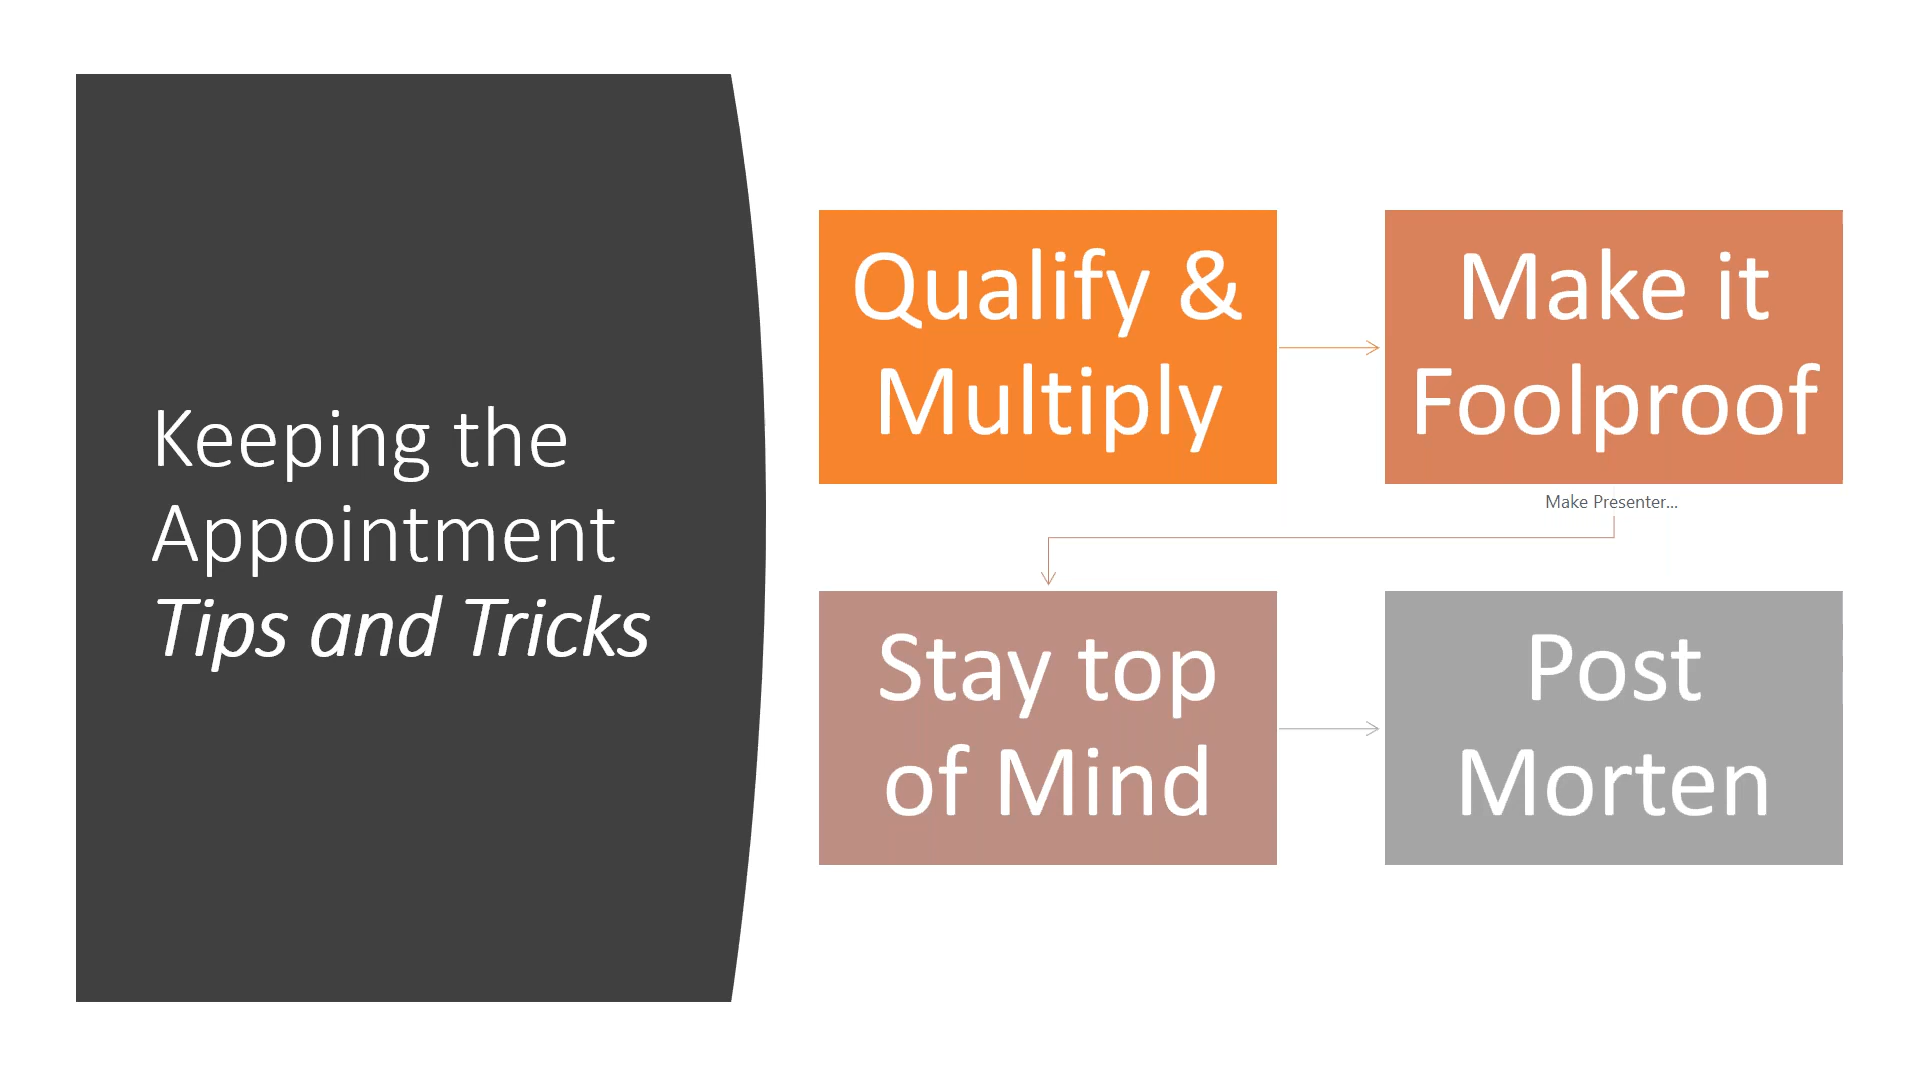 Keeping the
Appointment
Tips and Tricks
Qualify &
Multiply
Make it
Foolproof
Make Presenter...
Stay top
of Mind
Post
Morten